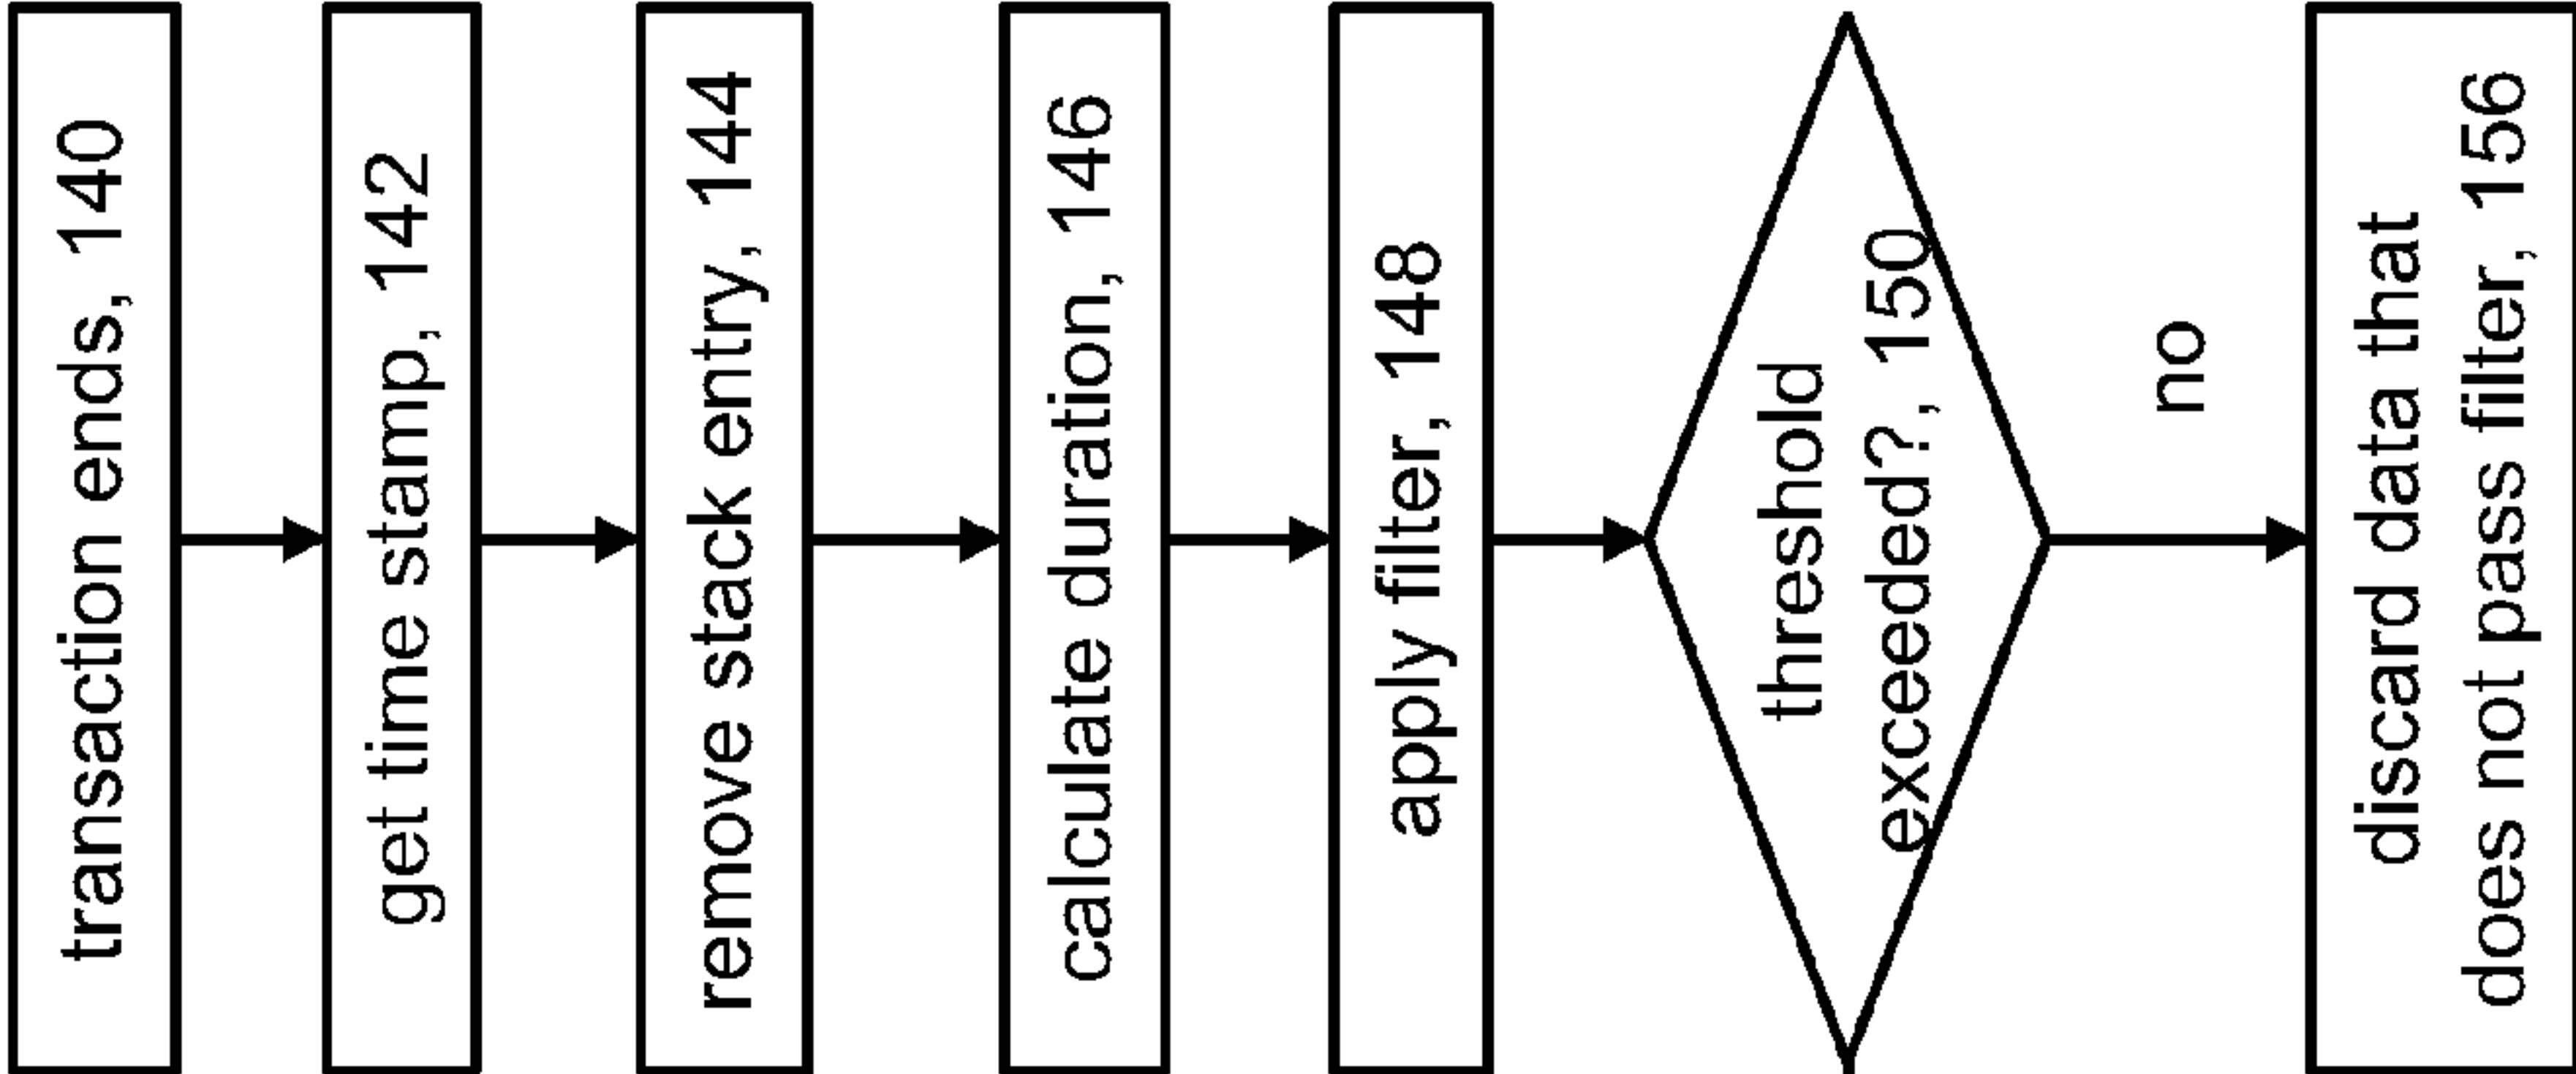 transaction ends, 140
get time stamp, 142
remove stack entry, 144
calculate duration, 146
apply filter, 148
threshold
exceeded?, 150
no
discard data that
does not pass filter, 156